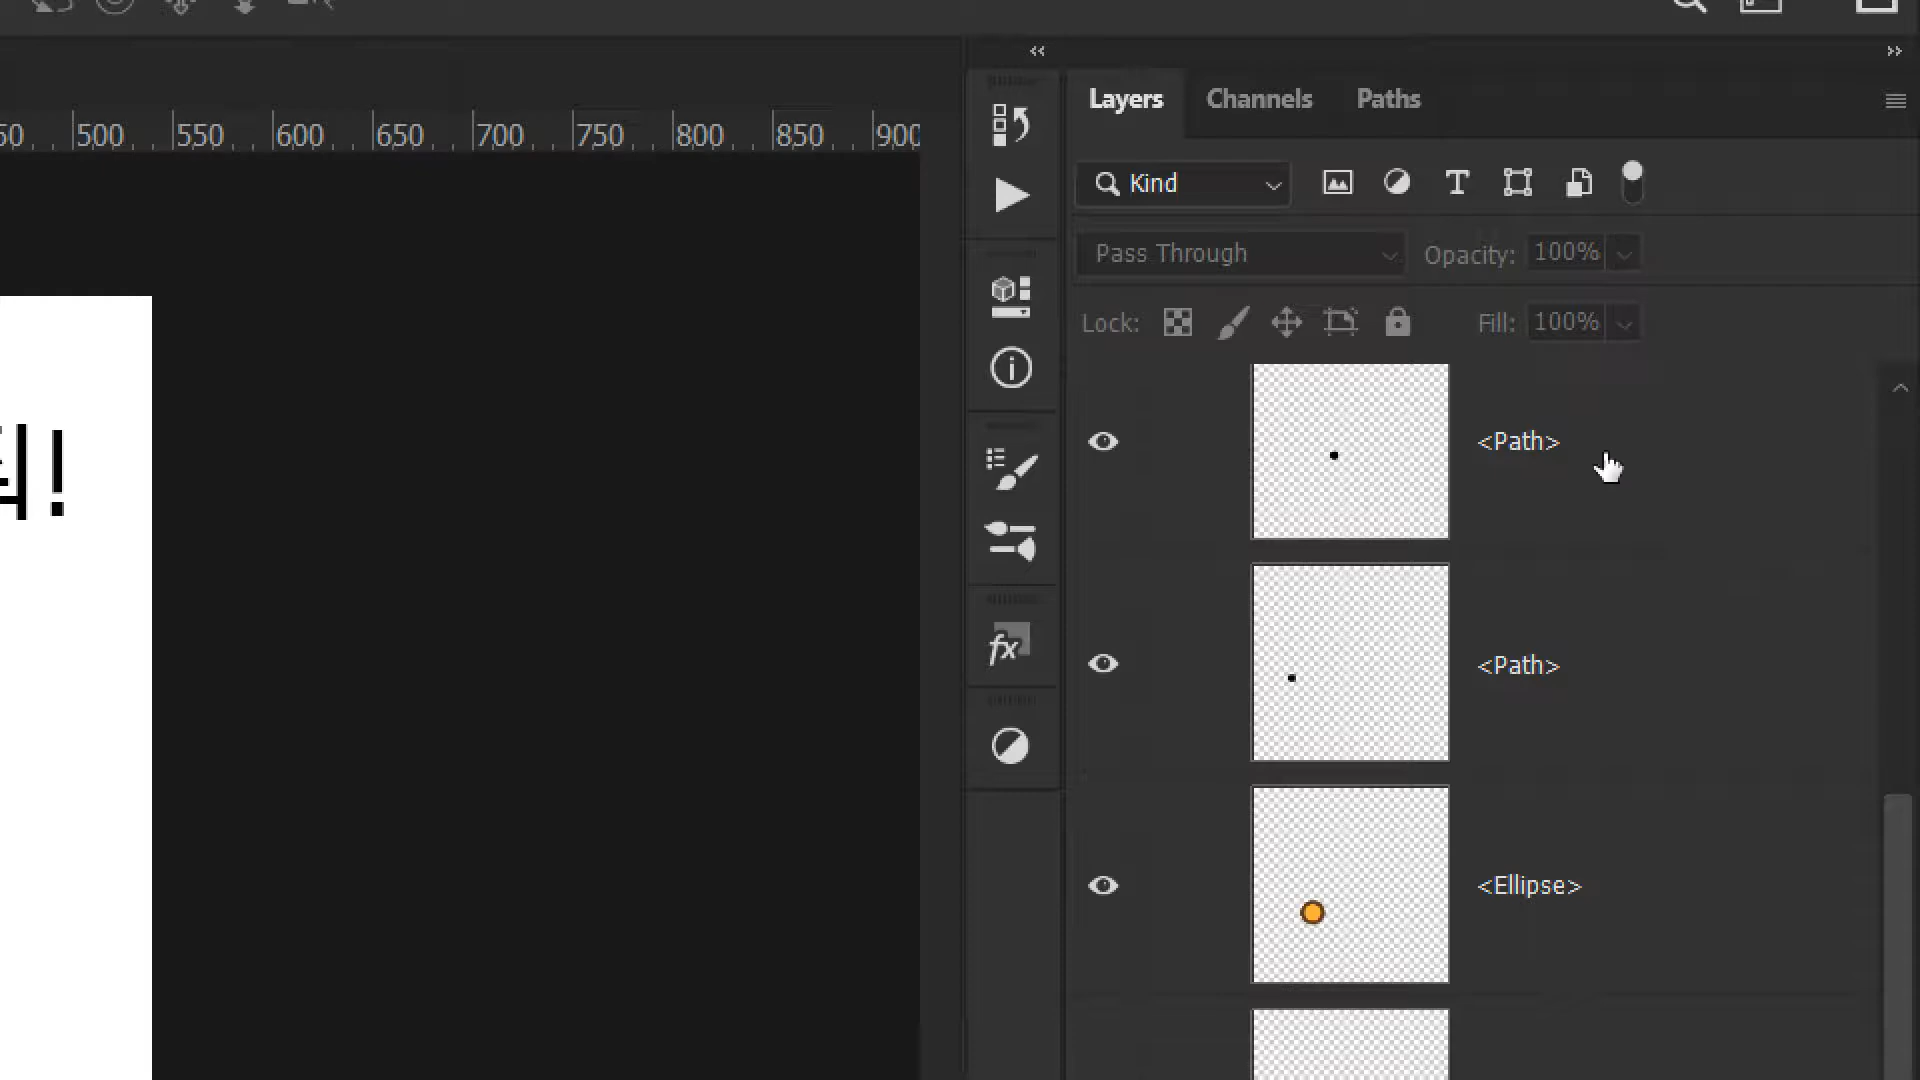 500 550 600 650 700 750 800 850 900
Layers Channels Paths
Kind
Pass Through Opacity: 100%
Lock: Fill: 100%
<Path>
!
fx
<Path>
<Ellipse>